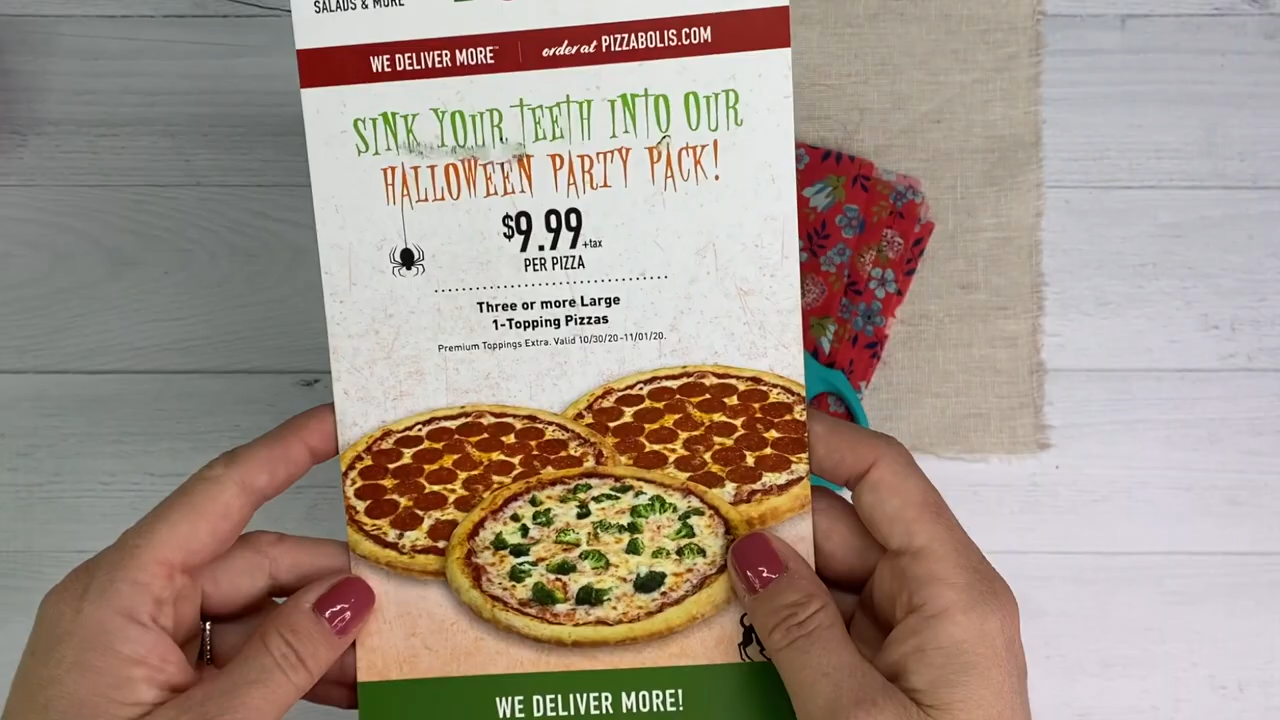 SALADS & MORE
WE DELIVER MORE™ | order at PIZZABOLIS.COM
SINK YOUR TEETH INTO OUR
HALLOWEEN PARTY PACK!
$9.99 +tax
PER PIZZA
Three or more Large
1-Topping Pizzas
Premium Toppings Extra. Valid 10/30/20-11/01/20.
WE DELIVER MORE!